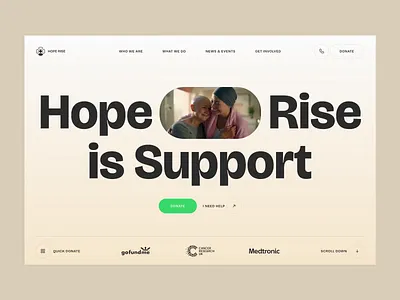 HOPE RISE
WHO WE ARE
WHAT WE DO
NEWS & EVENTS
GET INVOLVED
DONATE
Hope Rise
is Support
DONATE
I NEED HELP
QUICK DONATE
gofundme
CANCER
RESEARCH
UK
Medtronic
SCROLL DOWN